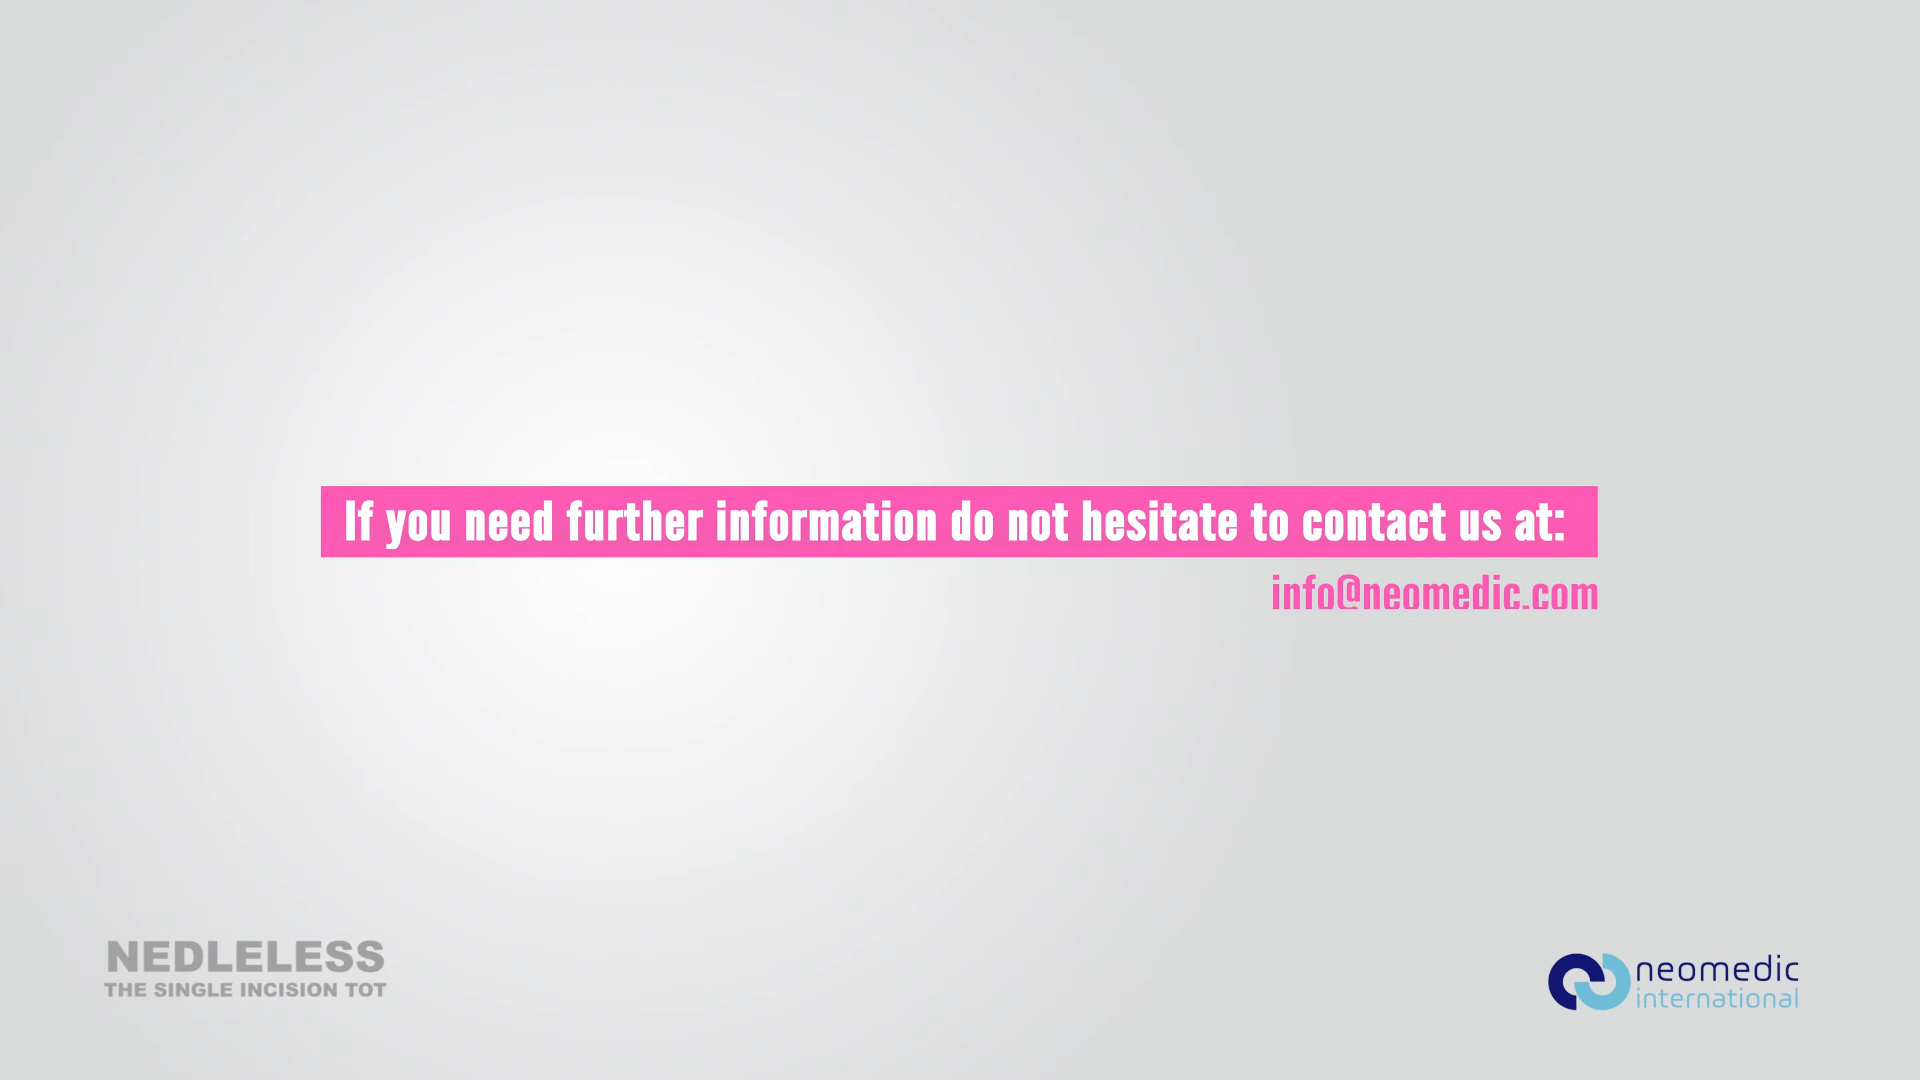 If you need further information do not hesitate to contact us at:
info@neomedic.com
NEDLELESS
THE SINGLE INCISION TOT
neomedic
international